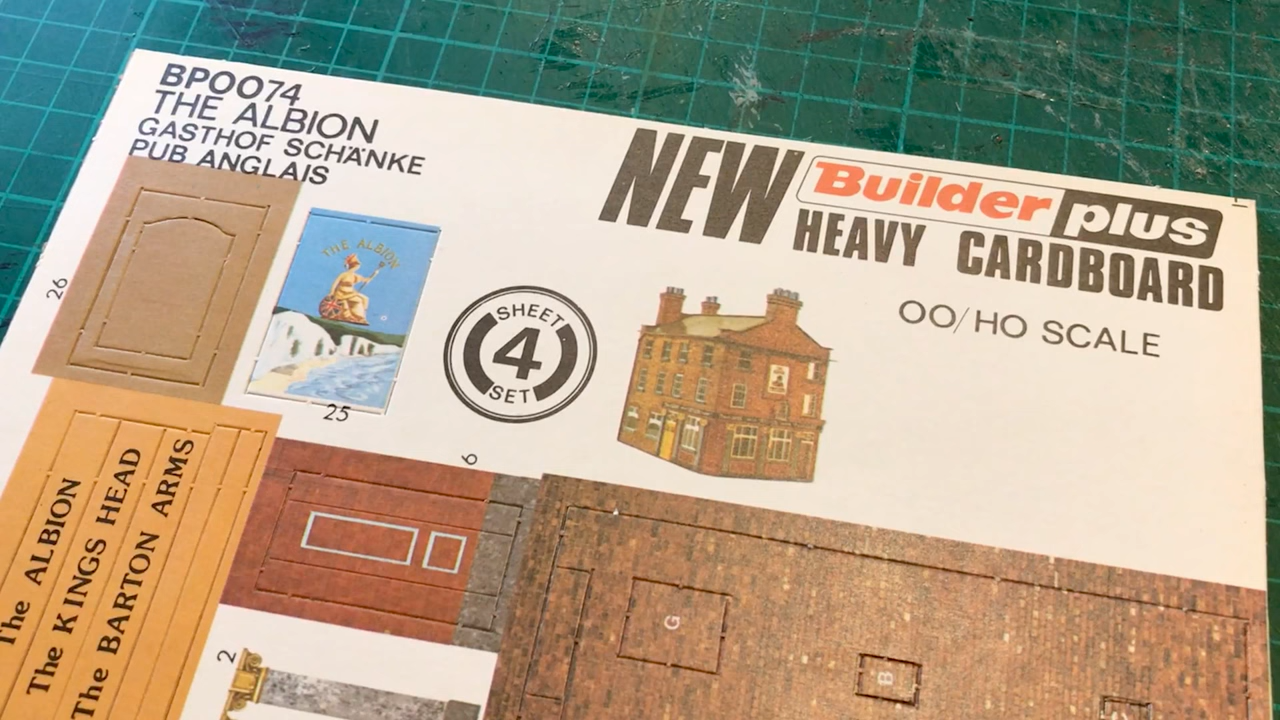 BPOO74
THE ALBION
GASTHOF SCHÄNKE
PUB ANGLAIS
NEW Builder plus
HEAVY CARDBOARD
OO/HO SCALE
26
THE ALBION
25
SHEET
4
SET
6
The ALBION
The KINGS HEAD
The BARTON ARMS
2
G
B